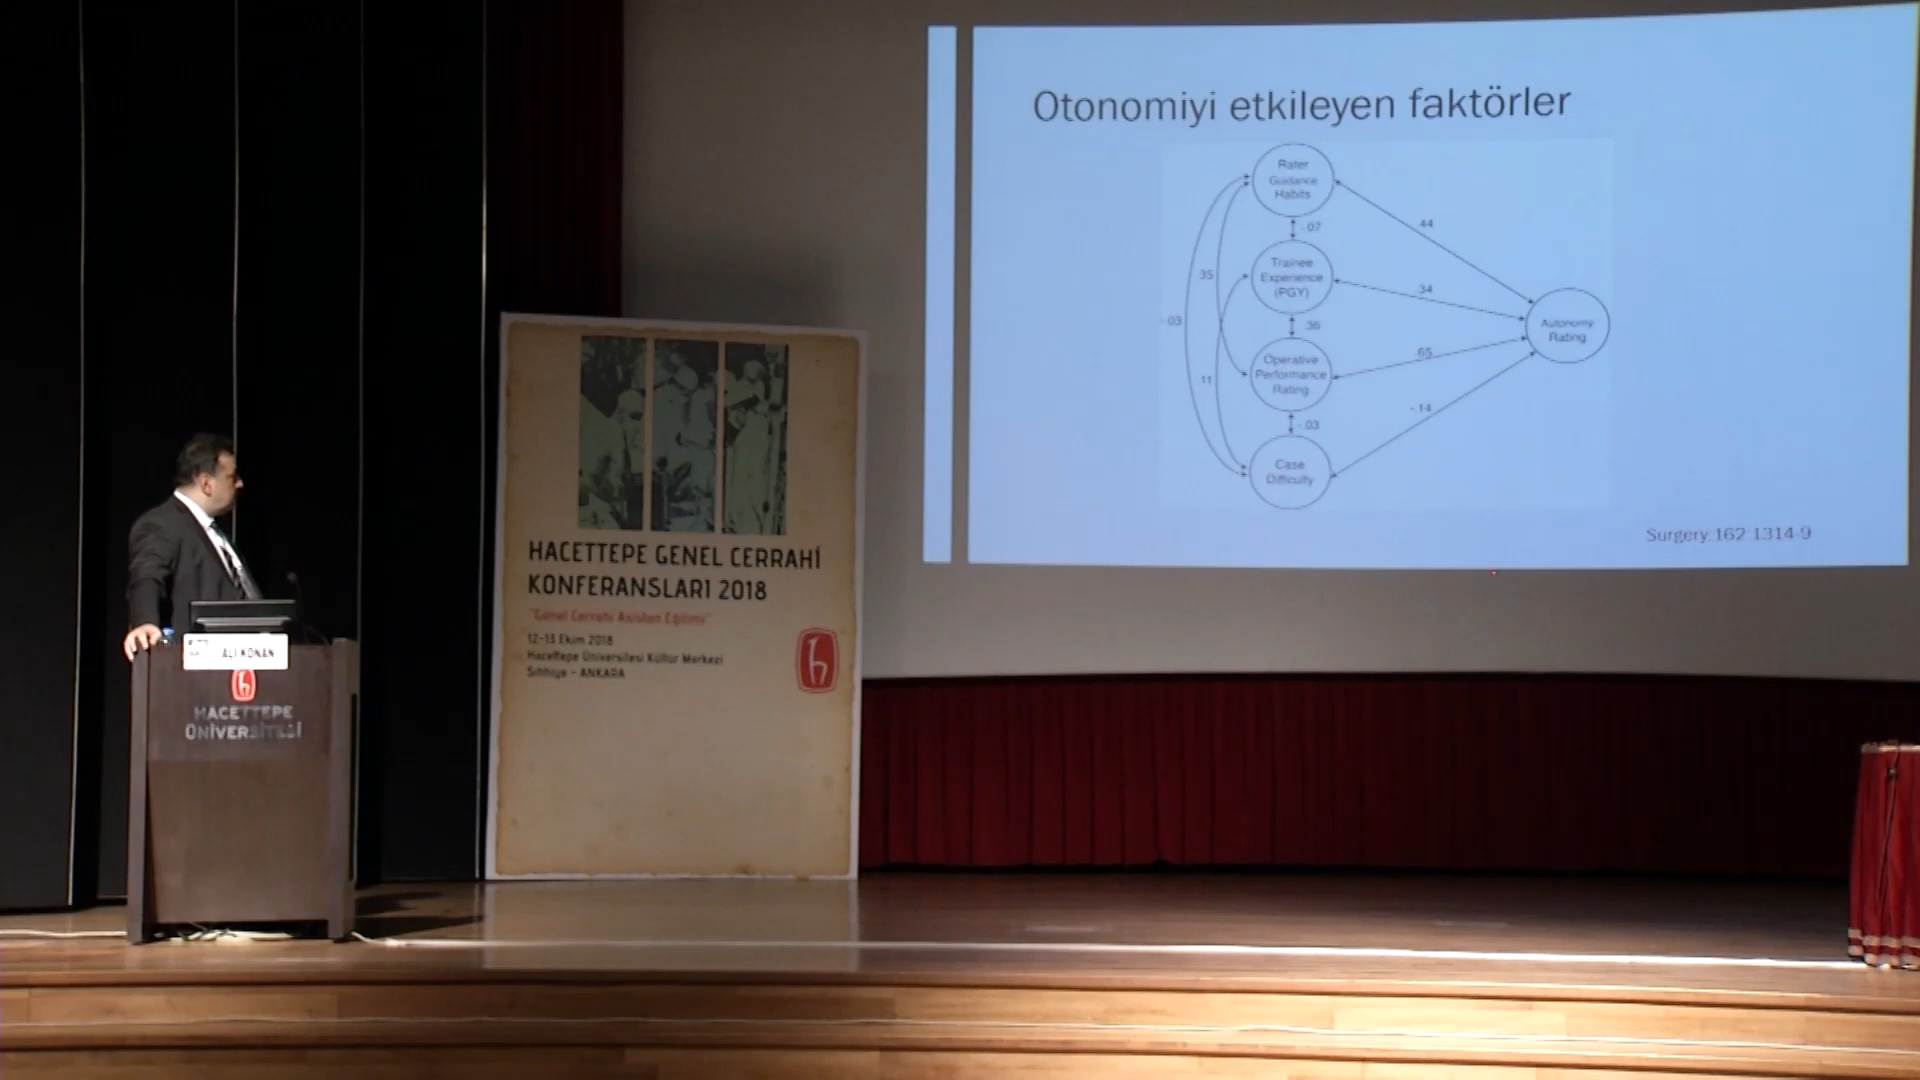 Otonomiyi etkileyen faktörler
Rater
Guidance
Habits
-.07
Trainee
Experience
(PGY)
.36
Operative
Performance
Rating
-.03
Case
Difficulty
.35
-.03
.11
.44
.34
.65
-.14
Autonomy
Rating
Surgery:162 1314-9
HACETTEPE GENEL CERRAHİ
KONFERANSLARI 2018
"Genel Cerrahi Asistan Eğitimi"
12-13 Ekim 2018
Hacettepe Üniversitesi Kültür Merkezi
Sıhhiye - ANKARA
ALİ KONAN
HACETTEPE
ÜNİVERSİTESİ